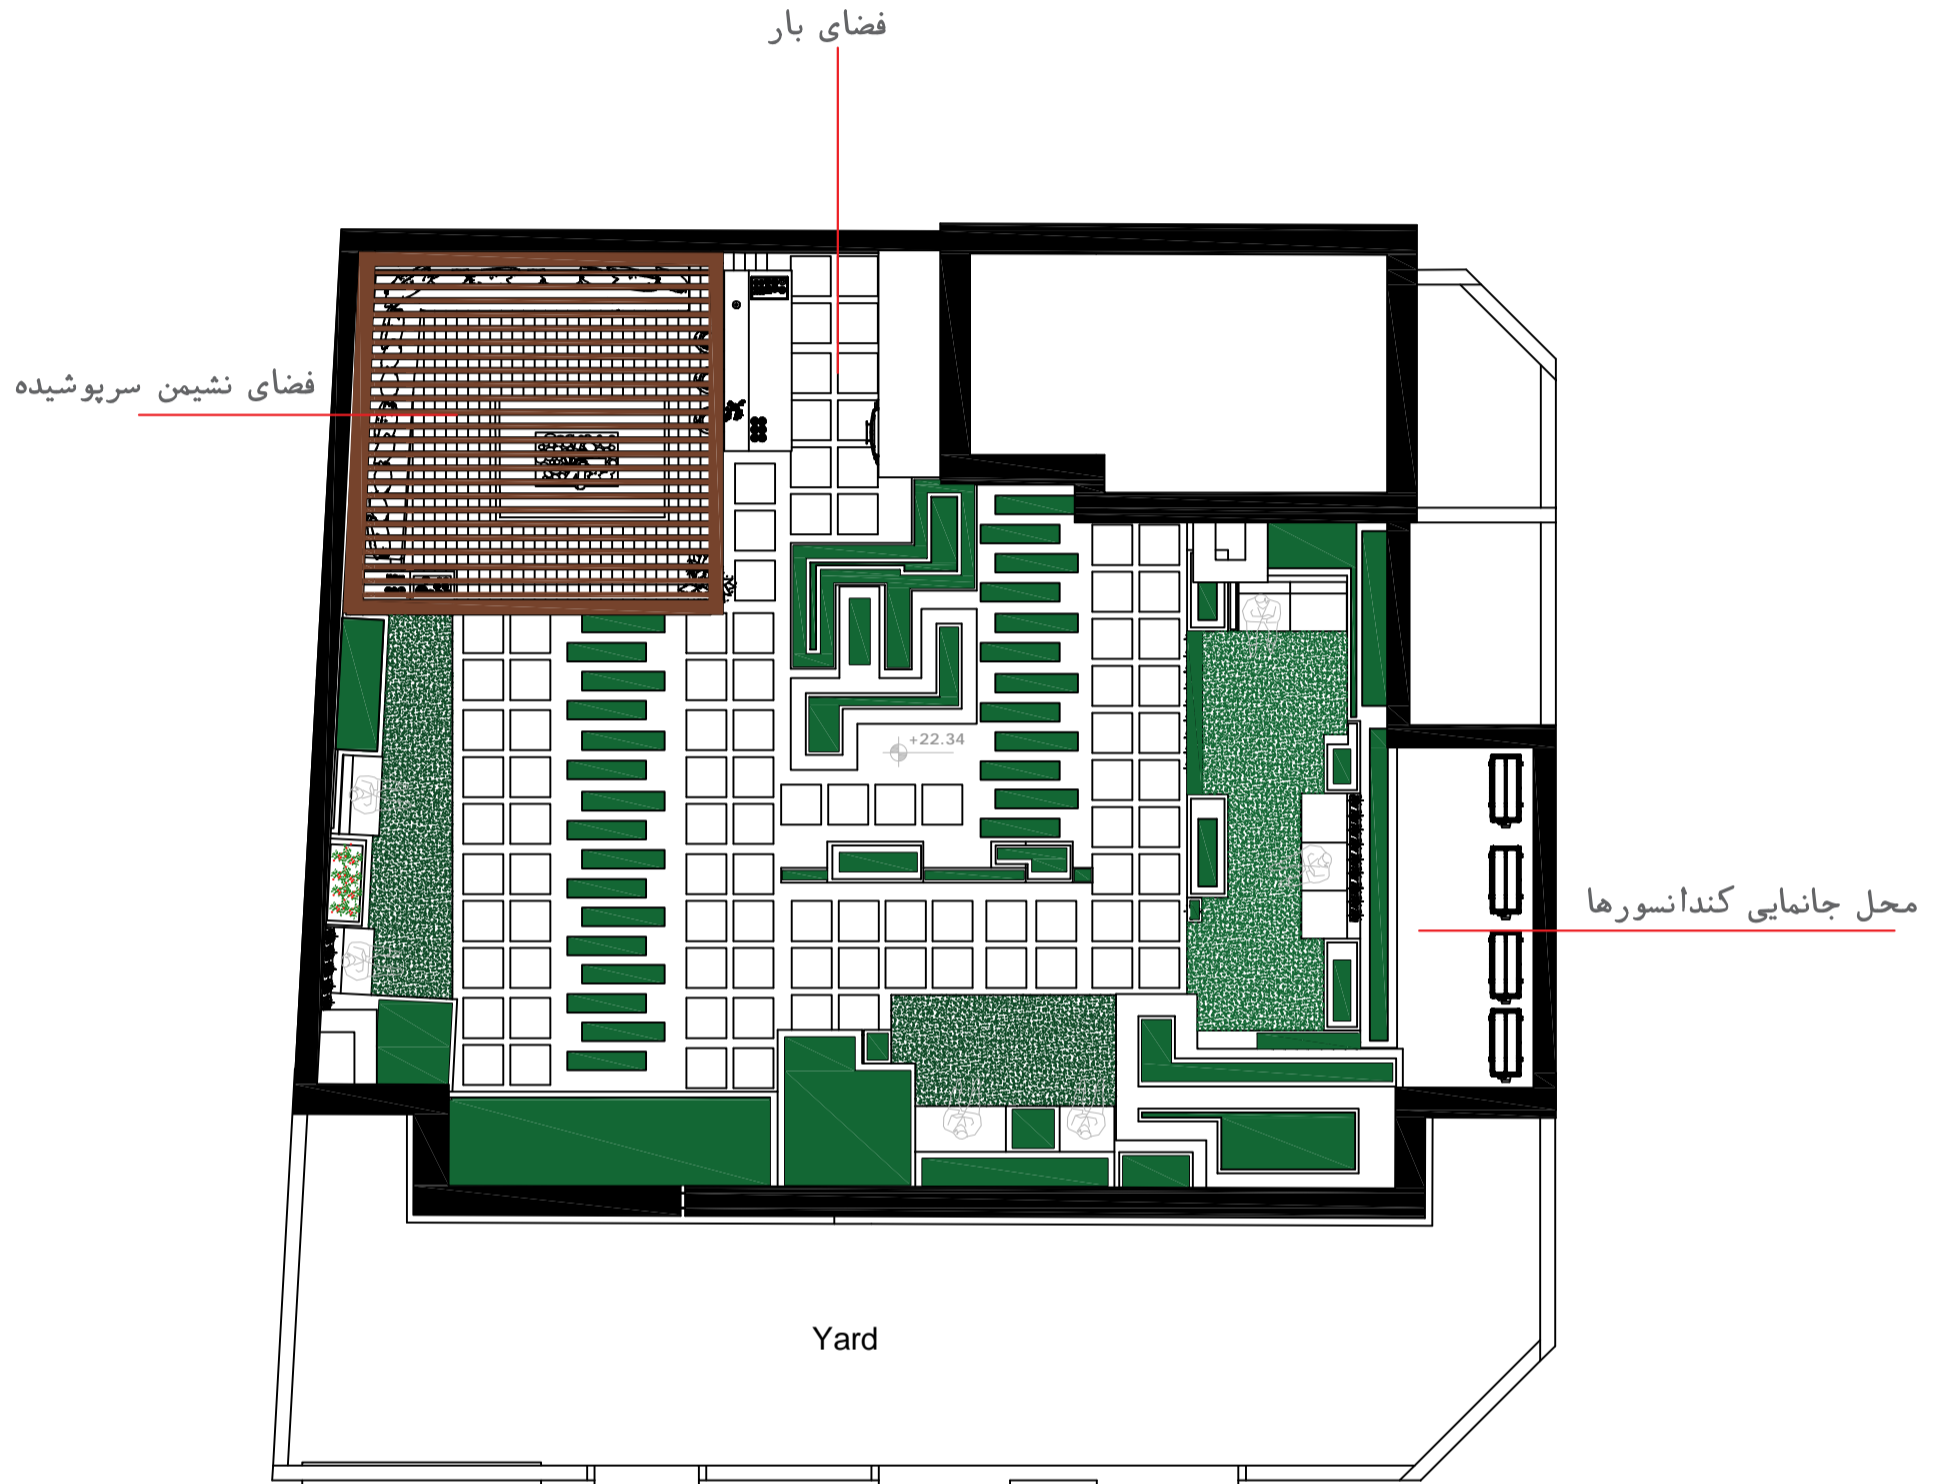 فضای بار
فضای نشیمن سرپوشیده
+22.34
محل جانمایی کندانسورها
Yard